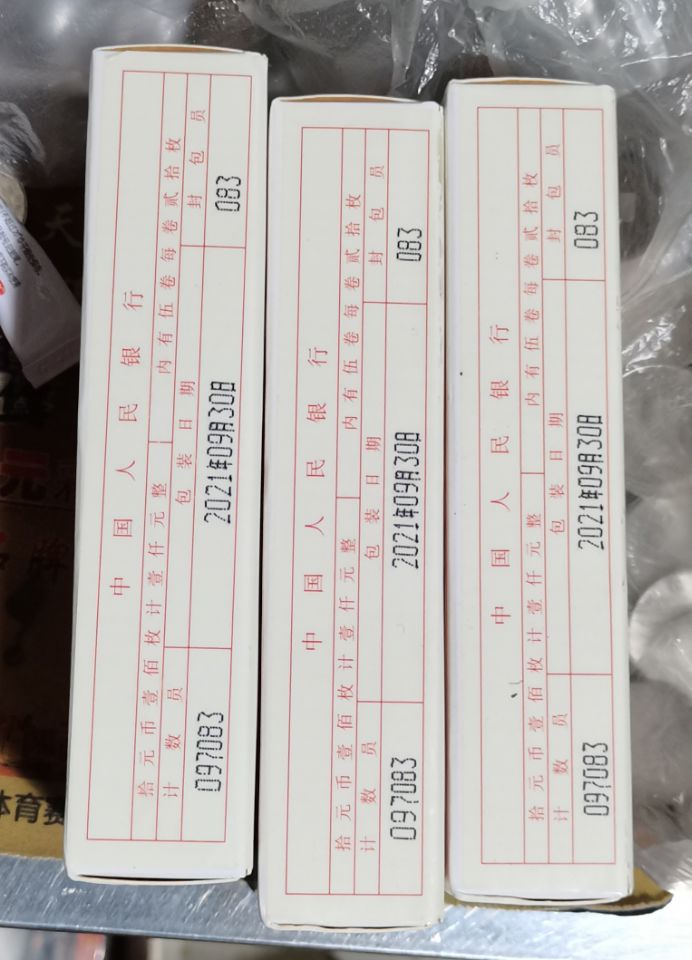 中国人民银行
拾元币壹佰枚计壹仟元整
内有伍卷每卷贰拾枚
计数员 包装日期 封包员
097083 2021年09月30日 083
中国人民银行
拾元币壹佰枚计壹仟元整
内有伍卷每卷贰拾枚
计数员 包装日期 封包员
097083 2021年09月30日 083
中国人民银行
拾元币壹佰枚计壹仟元整
内有伍卷每卷贰拾枚
计数员 包装日期 封包员
097083 2021年09月30日 083
天
元
牌
体育赛